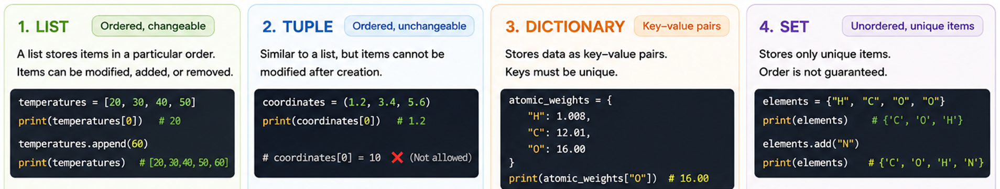 1. LIST
Ordered, changeable
A list stores items in a particular order.
Items can be modified, added, or removed.
temperatures = [20, 30, 40, 50]
print(temperatures[0])   # 20
temperatures.append(60)
print(temperatures)   # [20,30,40,50,60]
2. TUPLE
Ordered, unchangeable
Similar to a list, but items cannot be
modified after creation.
coordinates = (1.2, 3.4, 5.6)
print(coordinates[0])   # 1.2
# coordinates[0] = 10 ❌ (Not allowed)
3. DICTIONARY
Key–value pairs
Stores data as key–value pairs.
Keys must be unique.
atomic_weights = {
"H": 1.008,
"C": 12.01,
"O": 16.00
}
print(atomic_weights["O"])  # 16.00
4. SET
Unordered, unique items
Stores only unique items.
Order is not guaranteed.
elements = {"H", "C", "O", "O"}
print(elements)   # {'C', 'O', 'H'}
elements.add("N")
print(elements)   # {'C', 'O', 'H', 'N'}